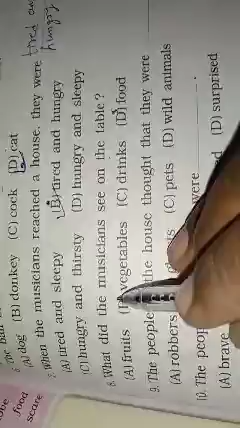 (A) dog (B) donkey (C) cock (D) cat
7. When the musicians reached a house, they were
tired and
hungry
(A) tired and sleepy (B) tired and hungry
(C) hungry and thirsty (D) hungry and sleepy
8. What did the musicians see on the table?
(A) fruits vegetables (C) drinks (D) food
9. The people the house thought that they were
(A) robbers (C) pets (D) wild animals
10. The were
(A) brave (D) surprised
food
scare